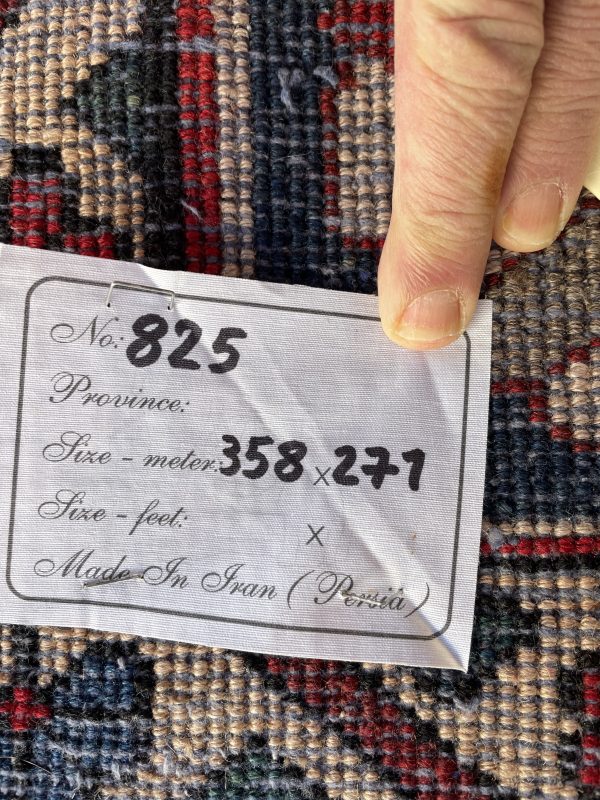 No: 825
Province:
Size - meter: 358 x 271
Size - feet: x
Made In Iran (Persia)